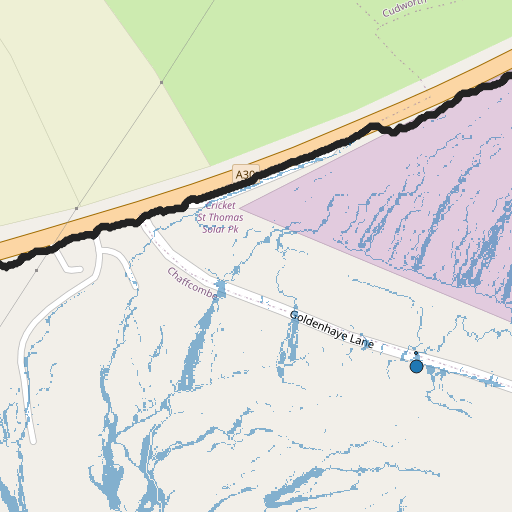 Cudworth
A30
Cricket
St Thomas
Solar Pk
Chaffcombe
Goldenhaye Lane